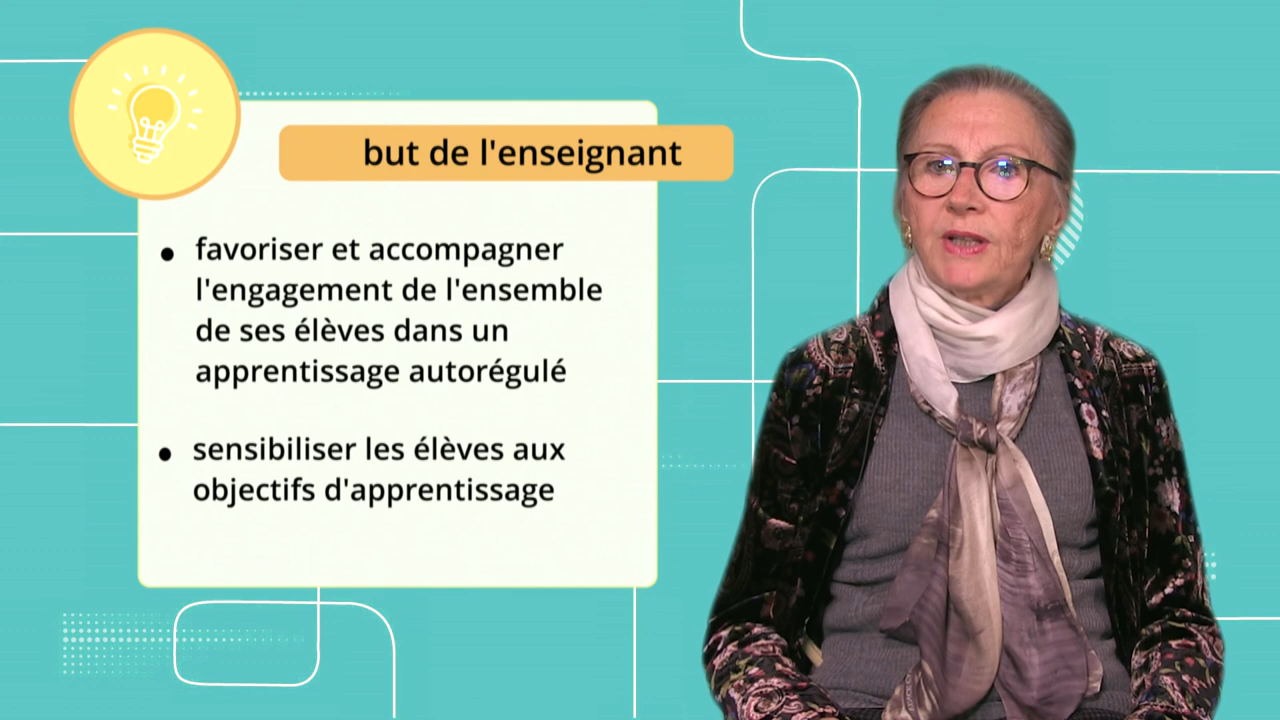 but de l'enseignant
• favoriser et accompagner
l'engagement de l'ensemble
de ses élèves dans un
apprentissage autorégulé
• sensibiliser les élèves aux
objectifs d'apprentissage